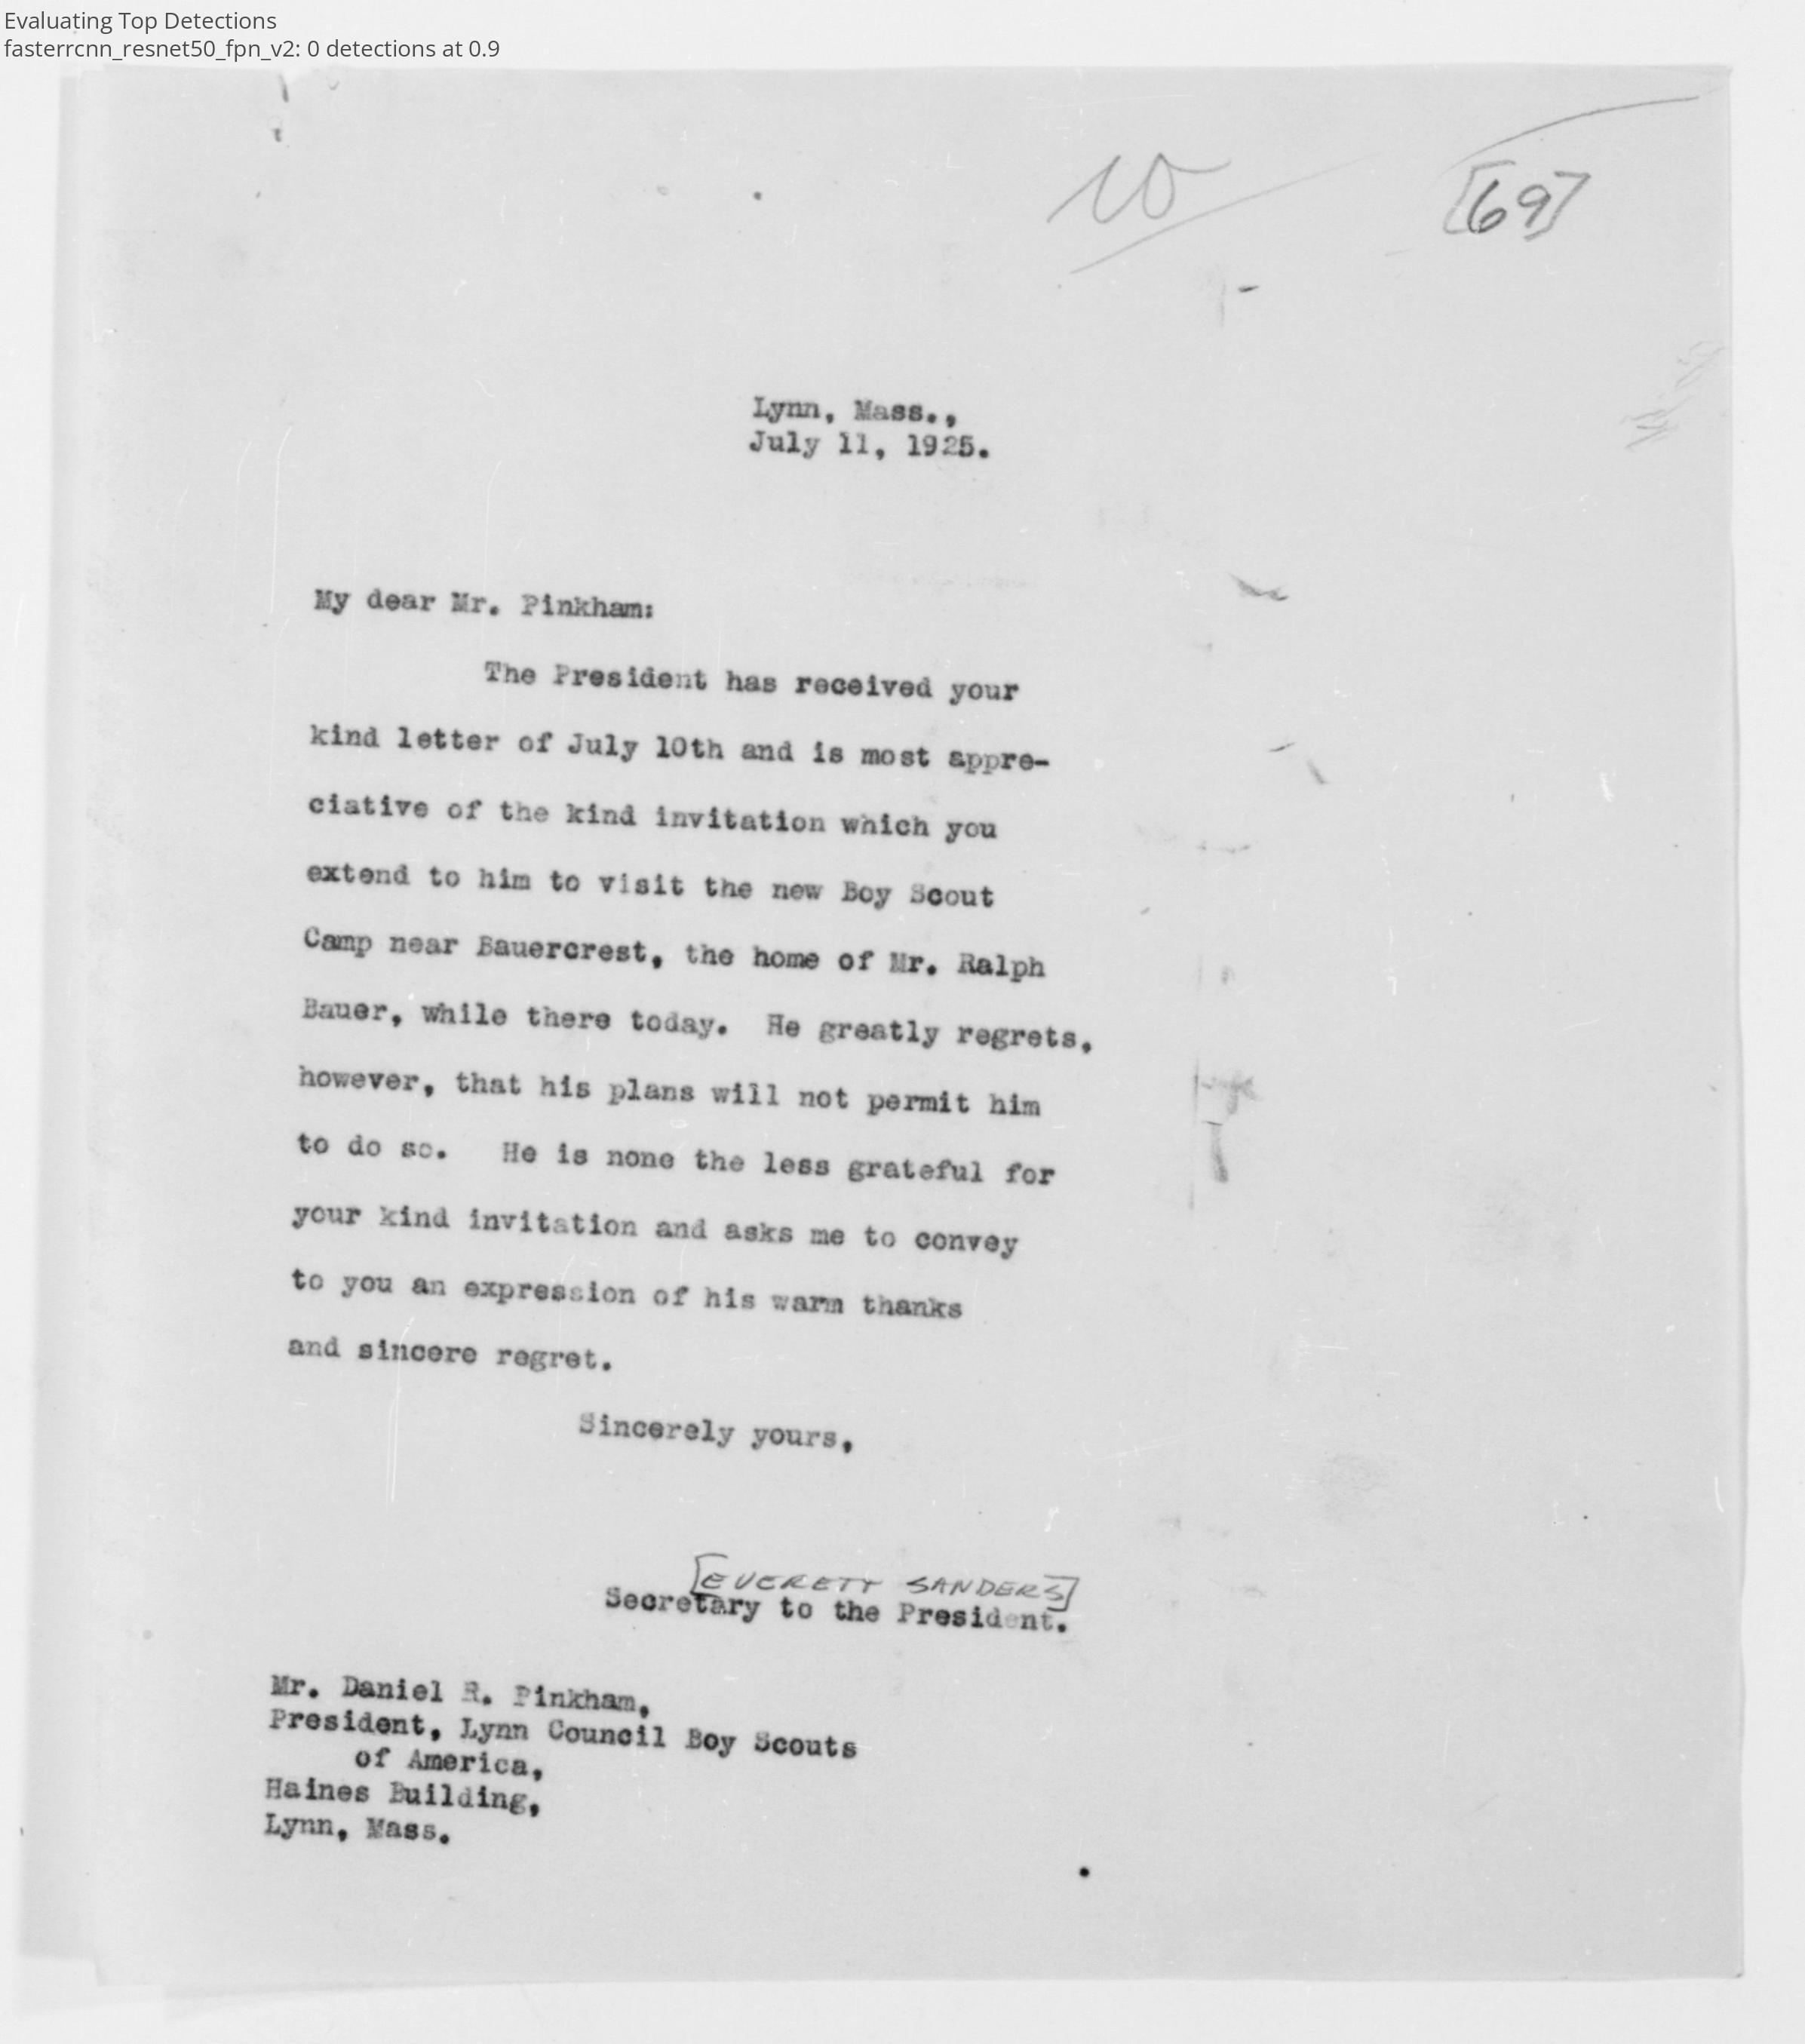 Evaluating Top Detections
fasterrcnn_resnet50_fpn_v2: 0 detections at 0.9
[69]
Lynn, Mass.,
July 11, 1925.
My dear Mr. Pinkham:
The President has received your
kind letter of July 10th and is most appre-
ciative of the kind invitation which you
extend to him to visit the new Boy Scout
Camp near Bauercrest, the home of Mr. Ralph
Bauer, while there today. He greatly regrets,
however, that his plans will not permit him
to do so. He is none the less grateful for
your kind invitation and asks me to convey
to you an expression of his warm thanks
and sincere regret.
Sincerely yours,
[EVERETT SANDERS]
Secretary to the President.
Mr. Daniel R. Pinkham,
President, Lynn Council Boy Scouts
of America,
Haines Building,
Lynn, Mass.